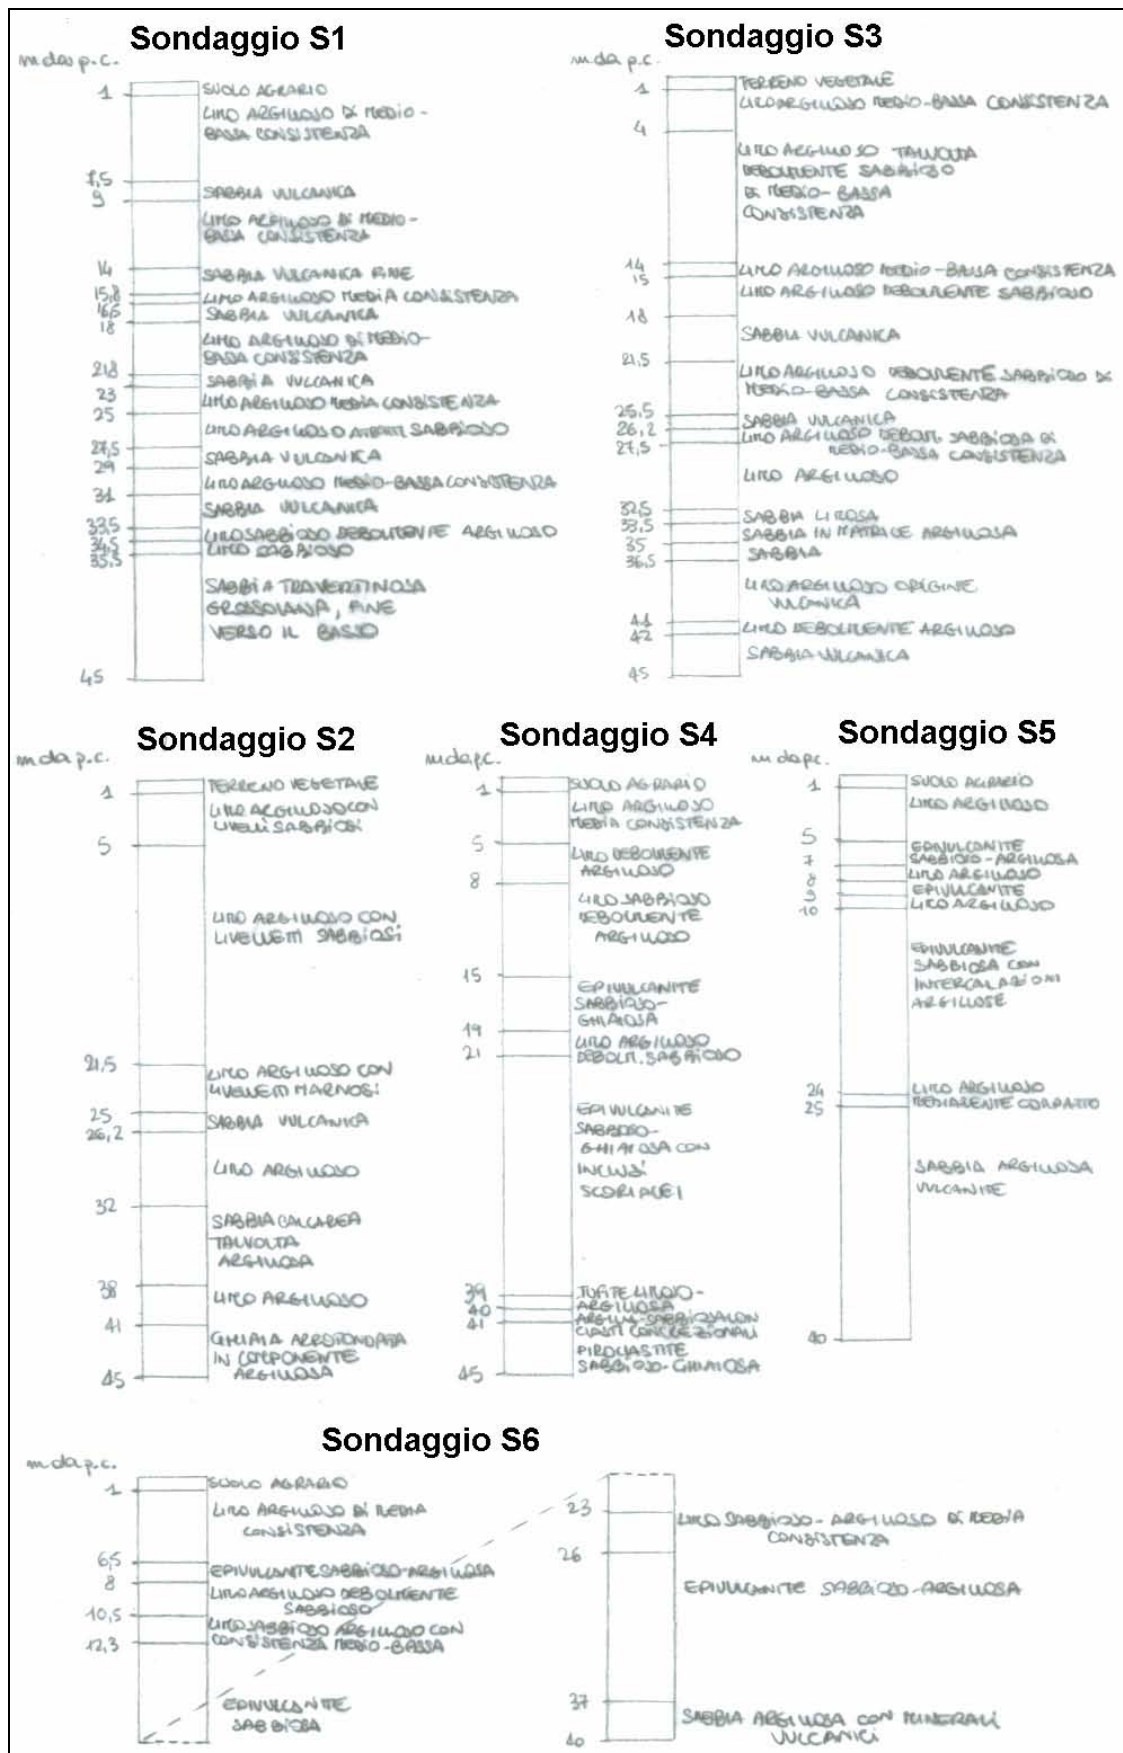 Sondaggio S1
m da p.c.
1
SUOLO AGRARIO
LIMO ARGILLOSO DI MEDIO-
BASSA CONSISTENZA
7,5
9
SABBIA VULCANICA
LIMO ARGILLOSO DI MEDIO-
BASSA CONSISTENZA
14
SABBIA VULCANICA FINE
15,8
LIMO ARGILLOSO MEDIA CONSISTENZA
16,5
SABBIA VULCANICA
18
LIMO ARGILLOSO DI MEDIO-
BASSA CONSISTENZA
21,8
SABBIA VULCANICA
23
LIMO ARGILLOSO MEDIA CONSISTENZA
25
LIMO ARGILLOSO SABBIOSO
27,5
SABBIA VULCANICA
29
LIMO ARGILLOSO MEDIO-BASSA CONSISTENZA
31
SABBIA VULCANICA
33,5
LIMO SABBIOSO DEBOLMENTE ARGILLOSO
34,5
LIMO SABBIOSO
35,5
SABBIA TRAVERTINOSA
GROSSOLANA, FINE
VERSO IL BASSO
45
Sondaggio S3
m da p.c.
1
TERRENO VEGETALE
LIMO ARGILLOSO MEDIO-BASSA CONSISTENZA
4
LIMO ARGILLOSO TALVOLTA
DEBOLMENTE SABBIOSO
DI MEDIO-BASSA
CONSISTENZA
14
LIMO ARGILLOSO MEDIO-BASSA CONSISTENZA
15
LIMO ARGILLOSO DEBOLMENTE SABBIOSO
18
SABBIA VULCANICA
21,5
LIMO ARGILLOSO DEBOLMENTE SABBIOSO DI
MEDIO-BASSA CONSISTENZA
25,5
SABBIA VULCANICA
26,2
LIMO ARGILLOSO DEBOLM. SABBIOSO DI
MEDIO-BASSA CONSISTENZA
27,5
LIMO ARGILLOSO
32,5
SABBIA LIMOSA
33,5
SABBIA IN MATRICE ARGILLOSA
35
SABBIA
36,5
LIMO ARGILLOSO ORIGINE
VULCANICA
41
LIMO DEBOLMENTE ARGILLOSO
42
SABBIA VULCANICA
45
Sondaggio S2
m da p.c.
1
TERRENO VEGETALE
LIMO ARGILLOSO CON
LIVELLI SABBIOSI
5
LIMO ARGILLOSO CON
LIVELLETTI SABBIOSI
21,5
LIMO ARGILLOSO CON
LIVELLETTI MARNOSI
25
SABBIA VULCANICA
26,2
LIMO ARGILLOSO
32
SABBIA CALCAREA
TALVOLTA
ARGILLOSA
38
LIMO ARGILLOSO
41
GHIAIA ARROTONDATA
IN COMPONENTE
ARGILLOSA
45
Sondaggio S4
m da p.c.
1
SUOLO AGRARIO
LIMO ARGILLOSO
MEDIA CONSISTENZA
5
LIMO DEBOLMENTE
ARGILLOSO
8
LIMO SABBIOSO
DEBOLMENTE
ARGILLOSO
15
EPIVULCANITE
SABBIOSO-
GHIAIOSA
19
LIMO ARGILLOSO
21
DEBOLM. SABBIOSO
EPIVULCANITE
SABBIOSO-
GHIAIOSA CON
INCLUSI
SCORIACEI
39
TUFITE LIMOSO-
40
ARGILLOSA
41
ARGILLA SABBIOSA CON
CLASTI CONCREZIONALI
PIROCLASTITE
45
SABBIOSO-GHIAIOSA
Sondaggio S5
m da p.c.
1
SUOLO AGRARIO
LIMO ARGILLOSO
5
EPIVULCANITE
7
SABBIOSO-ARGILLOSA
8
LIMO ARGILLOSO
9
EPIVULCANITE
10
LIMO ARGILLOSO
EPIVULCANITE
SABBIOSA CON
INTERCALAZIONI
ARGILLOSE
24
LIMO ARGILLOSO
25
MEDIAMENTE COMPATTO
SABBIA ARGILLOSA
VULCANITE
40
Sondaggio S6
m da p.c.
1
SUOLO AGRARIO
LIMO ARGILLOSO DI MEDIA
CONSISTENZA
6,5
EPIVULCANITE SABBIOSO-ARGILLOSA
8
LIMO ARGILLOSO DEBOLMENTE
SABBIOSO
10,5
LIMO SABBIOSO ARGILLOSO CON
12,3
CONSISTENZA MEDIO-BASSA
EPIVULCANITE
SABBIOSA
23
LIMO SABBIOSO-ARGILLOSO DI MEDIA
CONSISTENZA
26
EPIVULCANITE SABBIOSO-ARGILLOSA
37
SABBIA ARGILLOSA CON MINERALI
VULCANICI
40